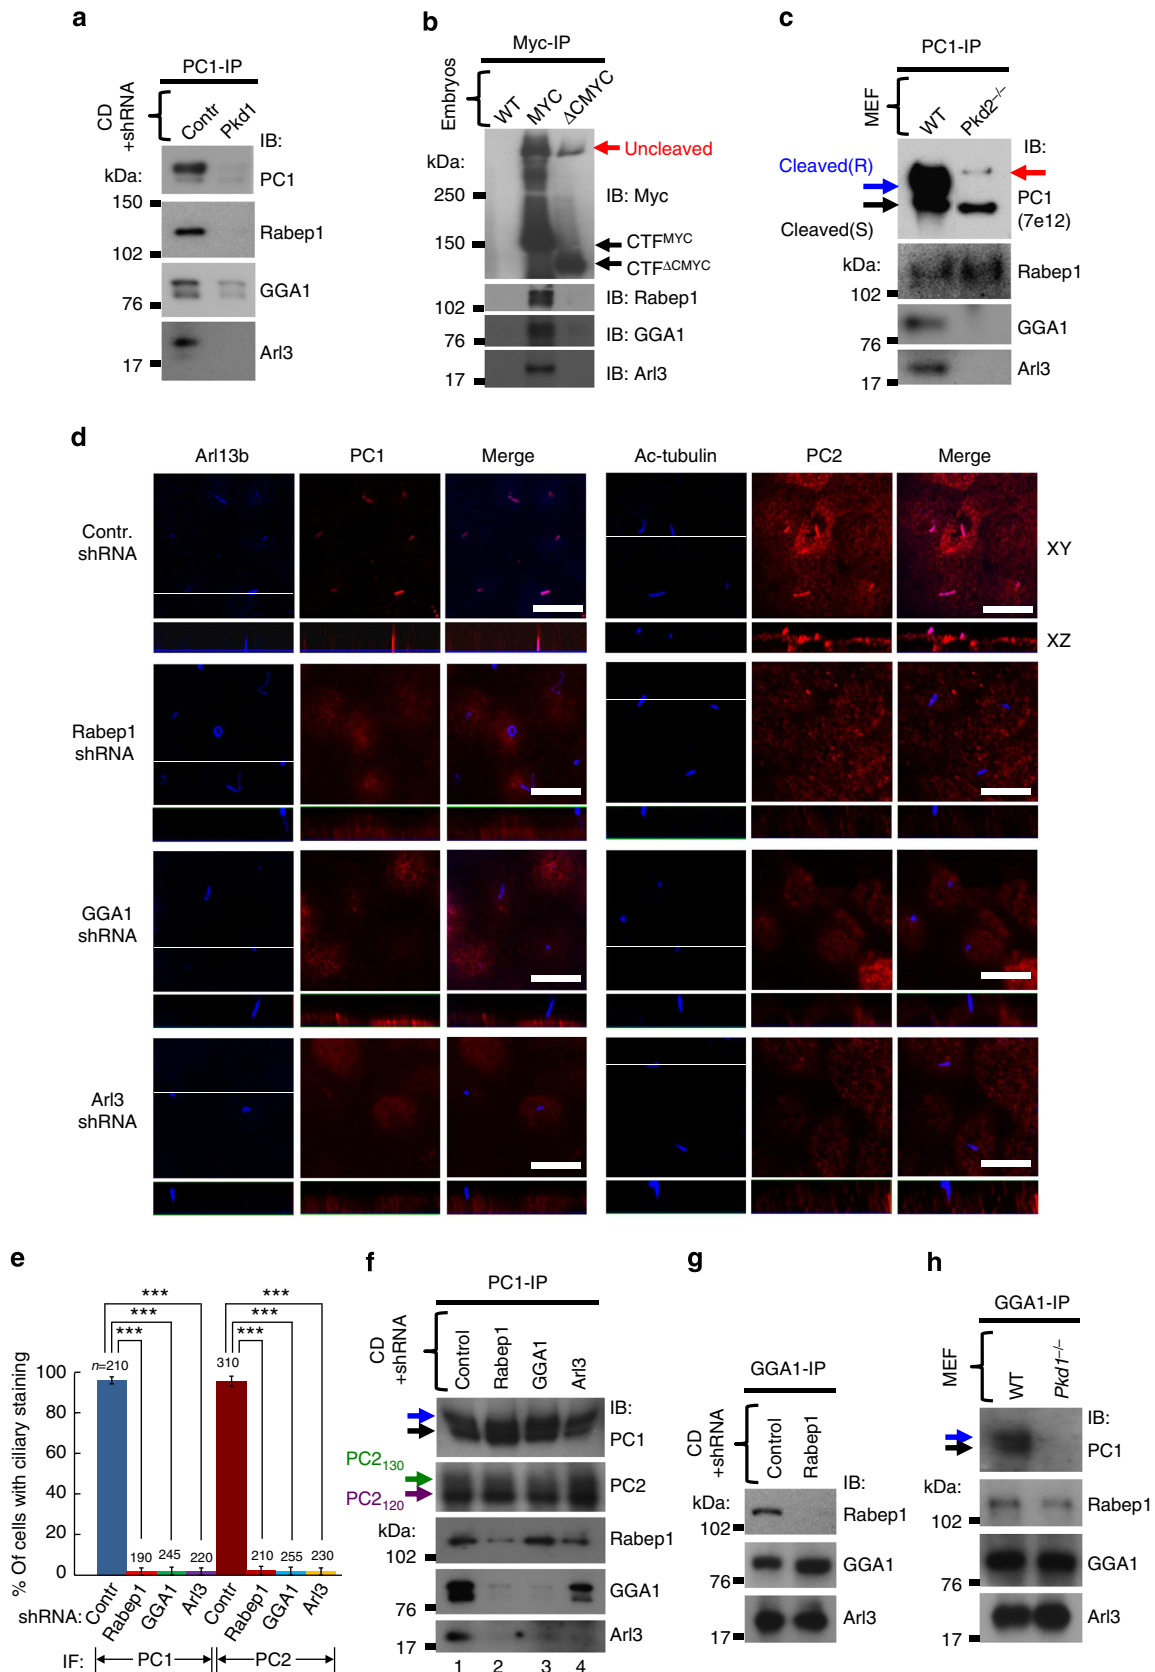 a
PC1-IP
CD
+shRNA
Contr
Pkd1
IB:
kDa:
PC1
150
Rabep1
102
GGA1
76
Arl3
17
b
Myc-IP
Embryos
WT
MYC
ΔCMYC
Uncleaved
kDa:
250
IB: Myc
150
CTF^MYC
CTF^ΔCMYC
IB: Rabep1
102
IB: GGA1
76
IB: Arl3
17
c
PC1-IP
MEF
WT
Pkd2–/–
IB:
Cleaved(R)
PC1
(7e12)
Cleaved(S)
kDa:
Rabep1
102
GGA1
76
Arl3
17
d
Arl13b PC1 Merge Ac-tubulin PC2 Merge
Contr.
shRNA
XY
XZ
Rabep1
shRNA
GGA1
shRNA
Arl3
shRNA
e
% Of cells with ciliary staining
*** ***
*** ***
*** ***
n=210 310
100
80
60
40
20
0
190 245 220 210 255 230
shRNA: Contr Rabep1 GGA1 Arl3 Contr Rabep1 GGA1 Arl3
IF: PC1 PC2
f
PC1-IP
CD
+shRNA
Control
Rabep1
GGA1
Arl3
IB:
PC1
PC2130
PC2
PC2120
kDa:
Rabep1
102
GGA1
76
Arl3
17
1 2 3 4
g
GGA1-IP
CD
+shRNA
Control
Rabep1
IB:
kDa:
Rabep1
102
GGA1
76
Arl3
17
h
GGA1-IP
MEF
WT
Pkd1–/–
IB:
PC1
kDa:
Rabep1
102
GGA1
76
Arl3
17